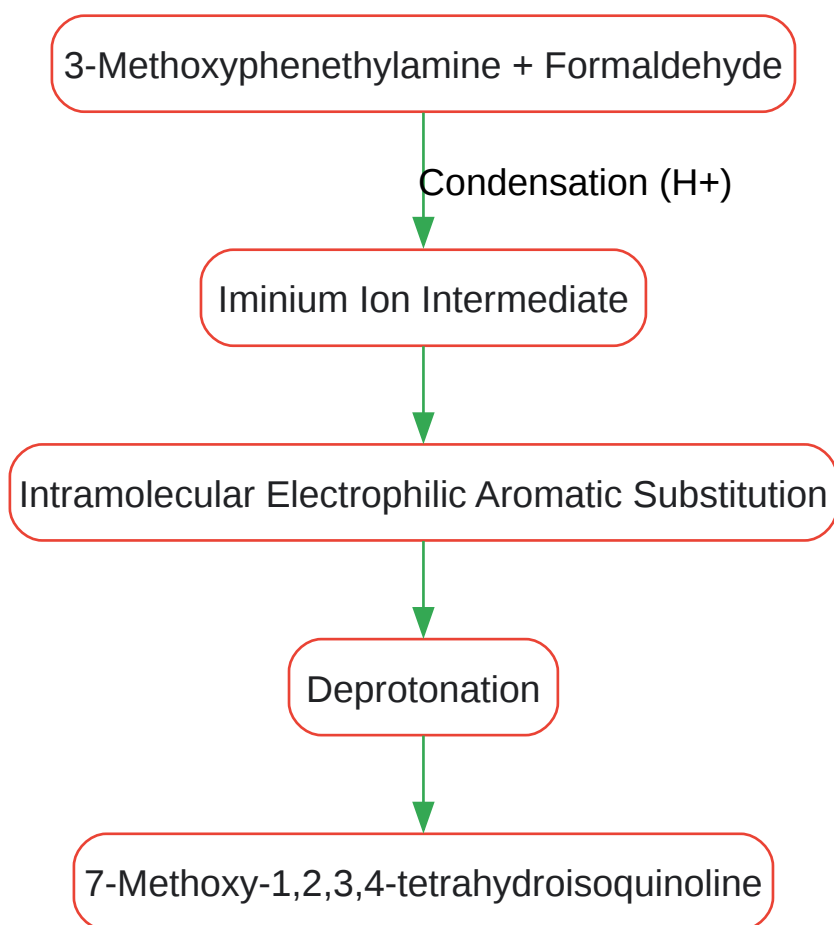 3-Methoxyphenethylamine + Formaldehyde
Condensation (H+)
Iminium Ion Intermediate
Intramolecular Electrophilic Aromatic Substitution
Deprotonation
7-Methoxy-1,2,3,4-tetrahydroisoquinoline